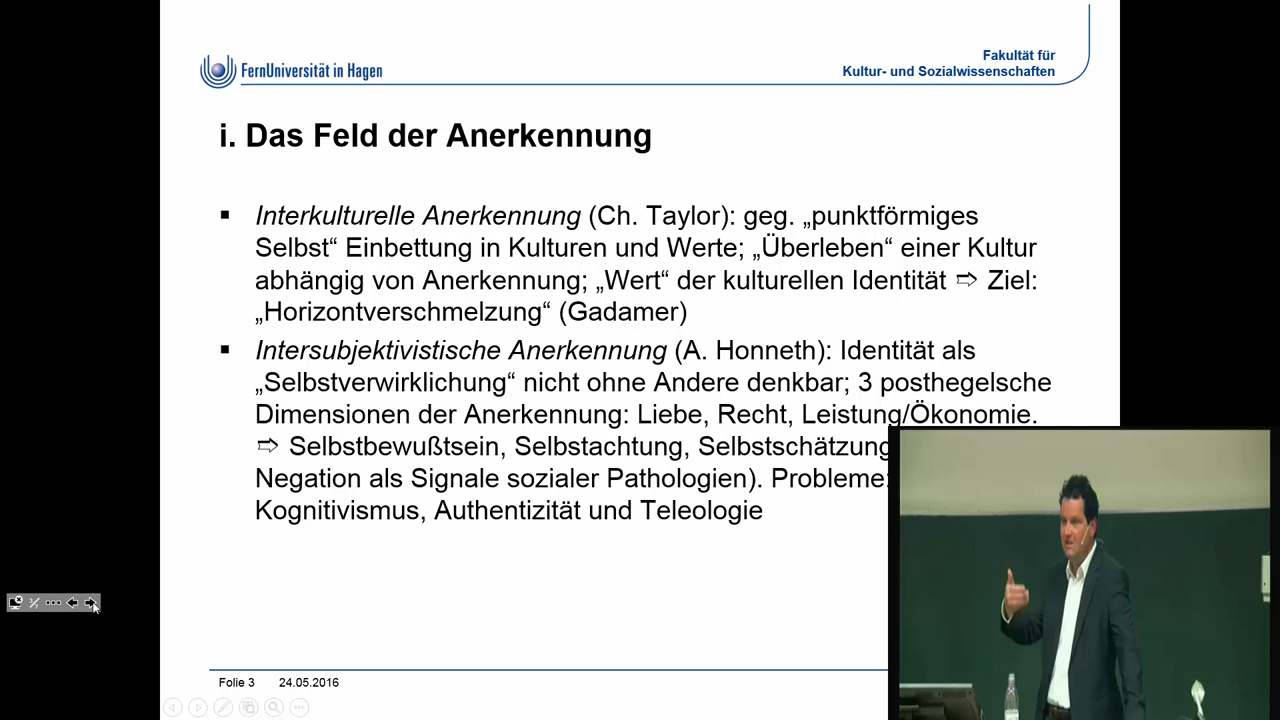 FernUniversität in Hagen
Fakultät für
Kultur- und Sozialwissenschaften
i. Das Feld der Anerkennung
Interkulturelle Anerkennung (Ch. Taylor): geg. „punktförmiges
Selbst“ Einbettung in Kulturen und Werte; „Überleben“ einer Kultur
abhängig von Anerkennung; „Wert“ der kulturellen Identität ⇨ Ziel:
„Horizontverschmelzung“ (Gadamer)
Intersubjektivistische Anerkennung (A. Honneth): Identität als
„Selbstverwirklichung“ nicht ohne Andere denkbar; 3 posthegelsche
Dimensionen der Anerkennung: Liebe, Recht, Leistung/Ökonomie.
⇨ Selbstbewußtsein, Selbstachtung, Selbstschätzung
Negation als Signale sozialer Pathologien). Probleme:
Kognitivismus, Authentizität und Teleologie
Folie 3 24.05.2016